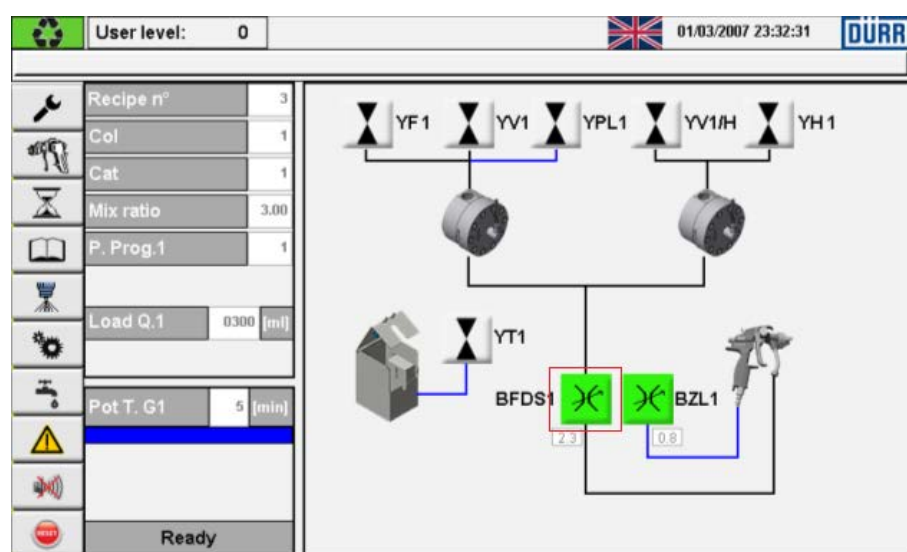 User level: 0
01/03/2007 23:32:31
DÜRR
Recipe n° 3
Col 1
Cat 1
Mix ratio 3.00
P. Prog.1 1
Load Q.1 0300 [ml]
Pot T. G1 5 [min]
Ready
YF1 YV1 YPL1 YV1/H YH1
YT1
BFDS1 BZL1
2.3 0.8
RESET